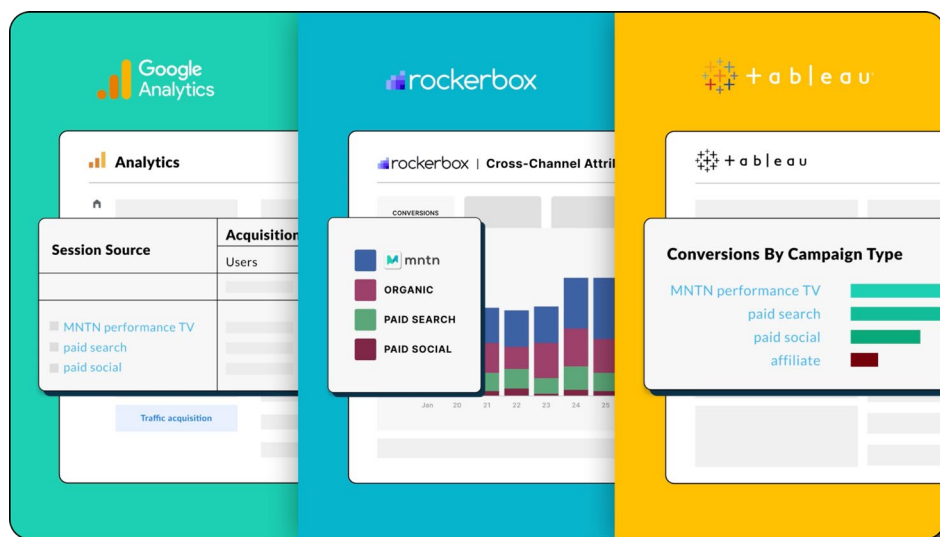 Google
Analytics
Analytics
Session Source
Acquisition
Users
MNTN performance TV
paid search
paid social
Traffic acquisition
rockerbox
rockerbox | Cross-Channel Attri
CONVERSIONS
mntn
ORGANIC
PAID SEARCH
PAID SOCIAL
Jan 20 21 22 23 24 25
+ableau
+ableau
Conversions By Campaign Type
MNTN performance TV
paid search
paid social
affiliate